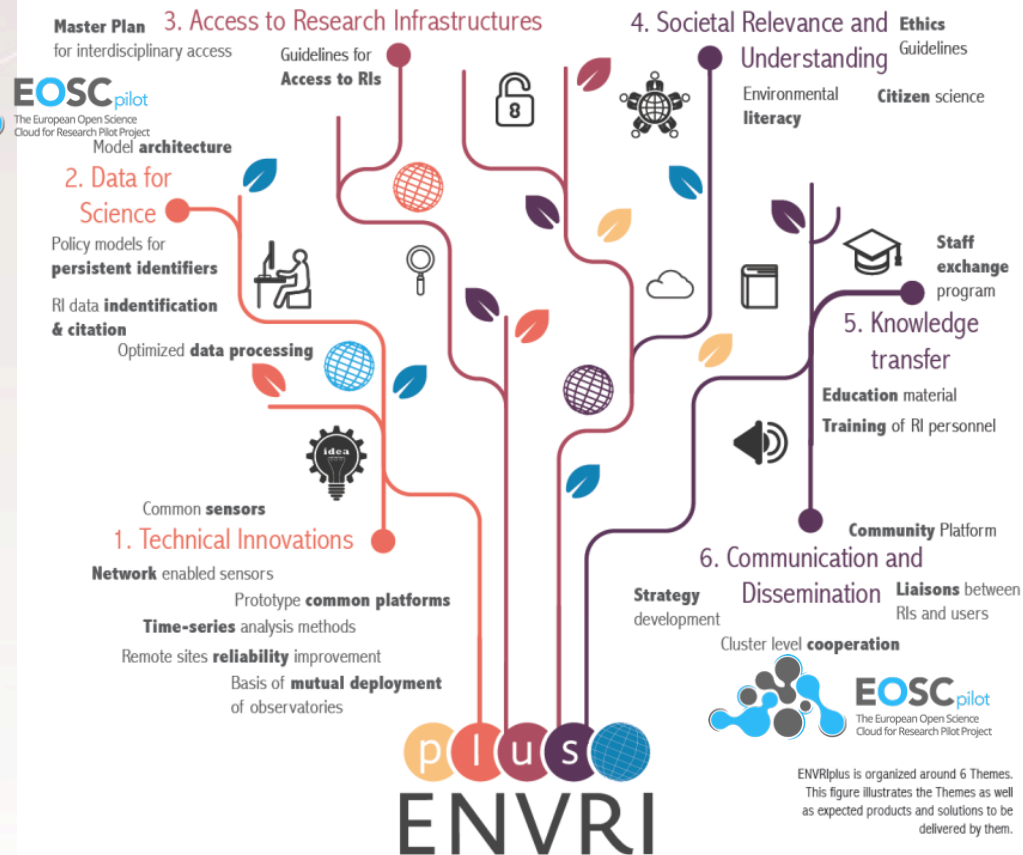 3. Access to Research Infrastructures
Master Plan
for interdisciplinary access
Guidelines for
Access to RIs
EOSCpilot
The European Open Science
Cloud for Research Pilot Project
4. Societal Relevance and
Understanding
Ethics
Guidelines
Environmental
literacy
Citizen science
Model architecture
2. Data for
Science
Policy models for
persistent identifiers
RI data indentification
& citation
Optimized data processing
Staff
exchange
program
5. Knowledge
transfer
Education material
Training of RI personnel
idea
Common sensors
1. Technical Innovations
Network enabled sensors
Prototype common platforms
Time-series analysis methods
Remote sites reliability improvement
Basis of mutual deployment
of observatories
Community Platform
6. Communication and
Dissemination
Strategy
development
Liaisons between
RIs and users
Cluster level cooperation
EOSCpilot
The European Open Science
Cloud for Research Pilot Project
plus
ENVRI
ENVRIplus is organized around 6 Themes.
This figure illustrates the Themes as well
as expected products and solutions to be
delivered by them.